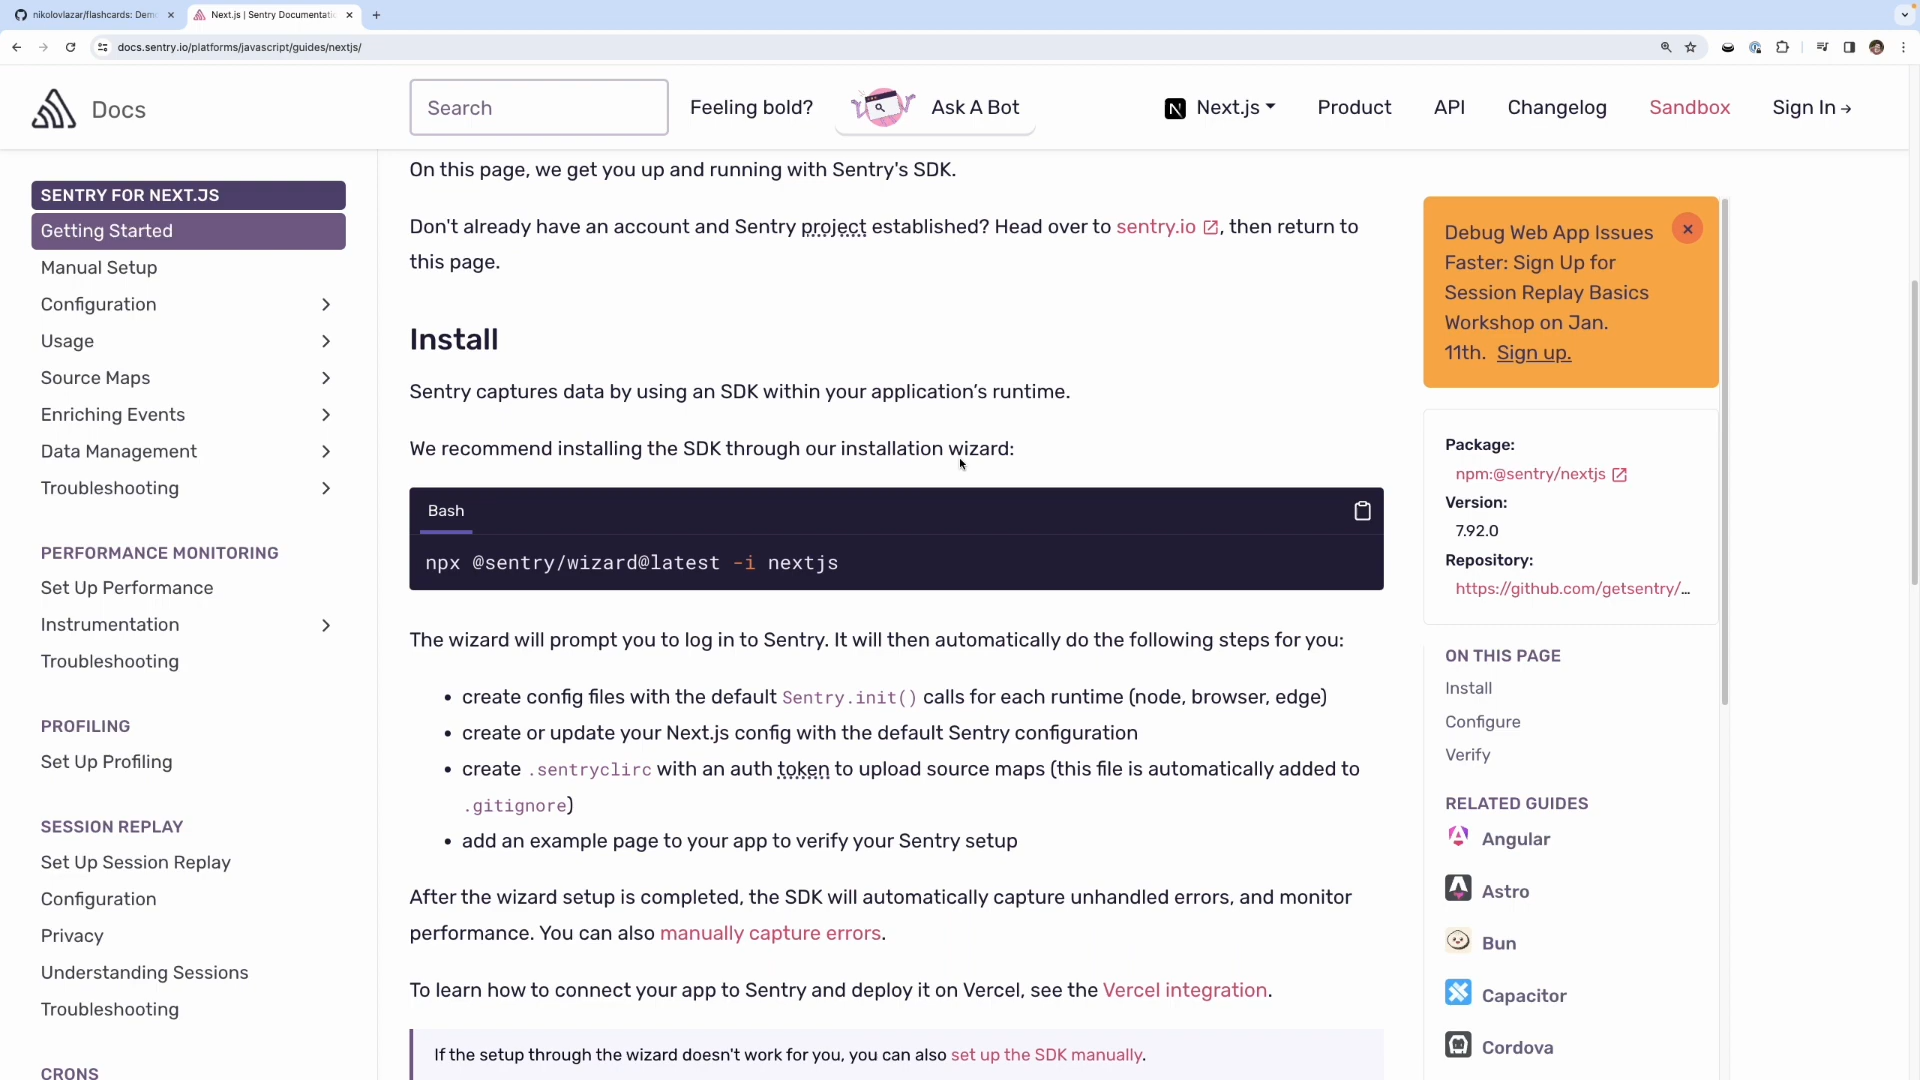 nikolovlazar/flashcards: Dem
Next.js | Sentry Documentati
docs.sentry.io/platforms/javascript/guides/nextjs/
Docs
Search
Feeling bold?
Ask A Bot
Next.js
Product
API
Changelog
Sandbox
Sign In →
SENTRY FOR NEXT.JS
Getting Started
Manual Setup
Configuration
Usage
Source Maps
Enriching Events
Data Management
Troubleshooting
PERFORMANCE MONITORING
Set Up Performance
Instrumentation
Troubleshooting
PROFILING
Set Up Profiling
SESSION REPLAY
Set Up Session Replay
Configuration
Privacy
Understanding Sessions
Troubleshooting
CRONS
On this page, we get you up and running with Sentry's SDK.
Don't already have an account and Sentry project established? Head over to sentry.io, then return to
this page.
Install
Sentry captures data by using an SDK within your application’s runtime.
We recommend installing the SDK through our installation wizard:
Bash
npx @sentry/wizard@latest -i nextjs
The wizard will prompt you to log in to Sentry. It will then automatically do the following steps for you:
• create config files with the default Sentry.init() calls for each runtime (node, browser, edge)
• create or update your Next.js config with the default Sentry configuration
• create .sentryclirc with an auth token to upload source maps (this file is automatically added to
.gitignore)
• add an example page to your app to verify your Sentry setup
After the wizard setup is completed, the SDK will automatically capture unhandled errors, and monitor
performance. You can also manually capture errors.
To learn how to connect your app to Sentry and deploy it on Vercel, see the Vercel integration.
If the setup through the wizard doesn't work for you, you can also set up the SDK manually.
Debug Web App Issues
Faster: Sign Up for
Session Replay Basics
Workshop on Jan.
11th. Sign up.
Package:
npm:@sentry/nextjs
Version:
7.92.0
Repository:
https://github.com/getsentry/…
ON THIS PAGE
Install
Configure
Verify
RELATED GUIDES
Angular
Astro
Bun
Capacitor
Cordova